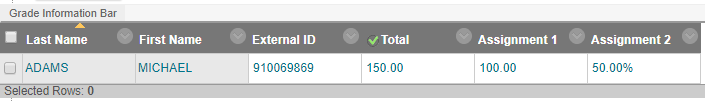 Grade Information Bar
Last Name First Name External ID Total Assignment 1 Assignment 2
ADAMS MICHAEL 910069869 150.00 100.00 50.00%
Selected Rows: 0